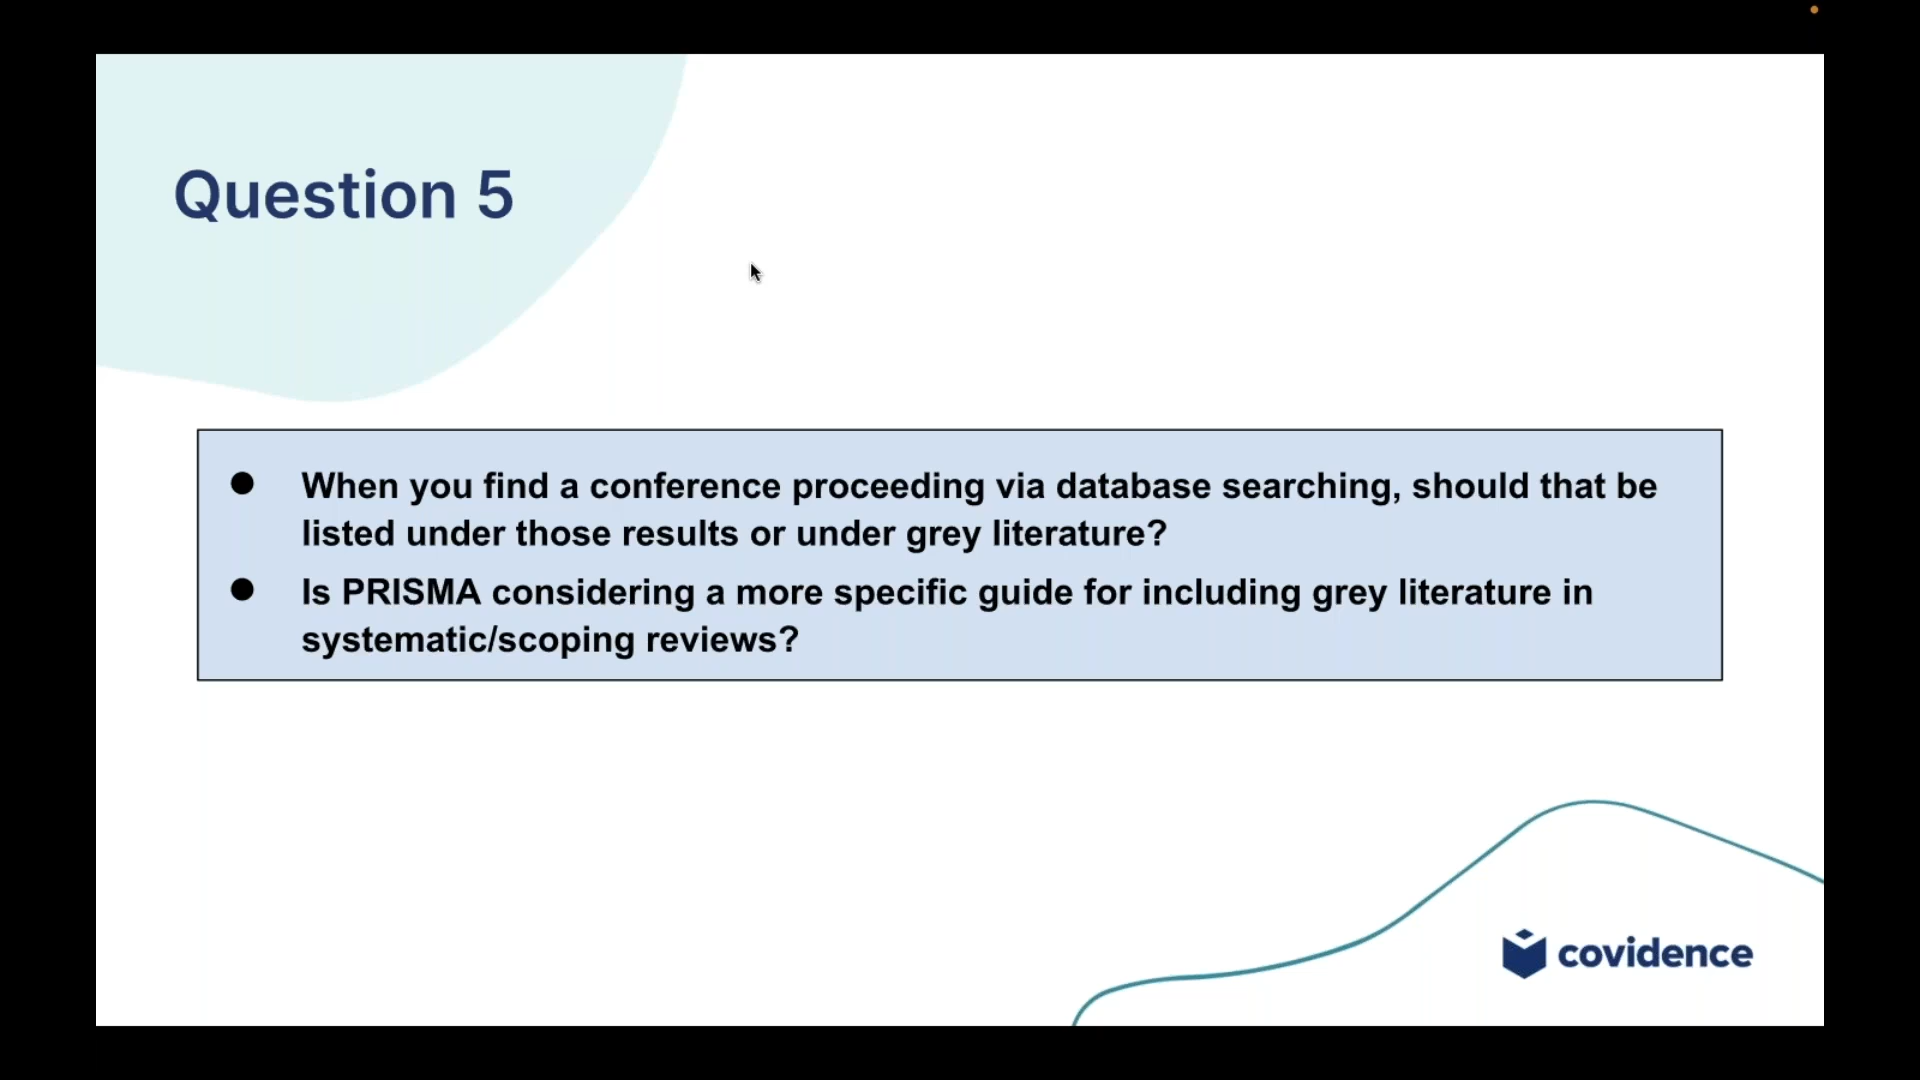 Question 5
● When you find a conference proceeding via database searching, should that be
listed under those results or under grey literature?
● Is PRISMA considering a more specific guide for including grey literature in
systematic/scoping reviews?
covidence